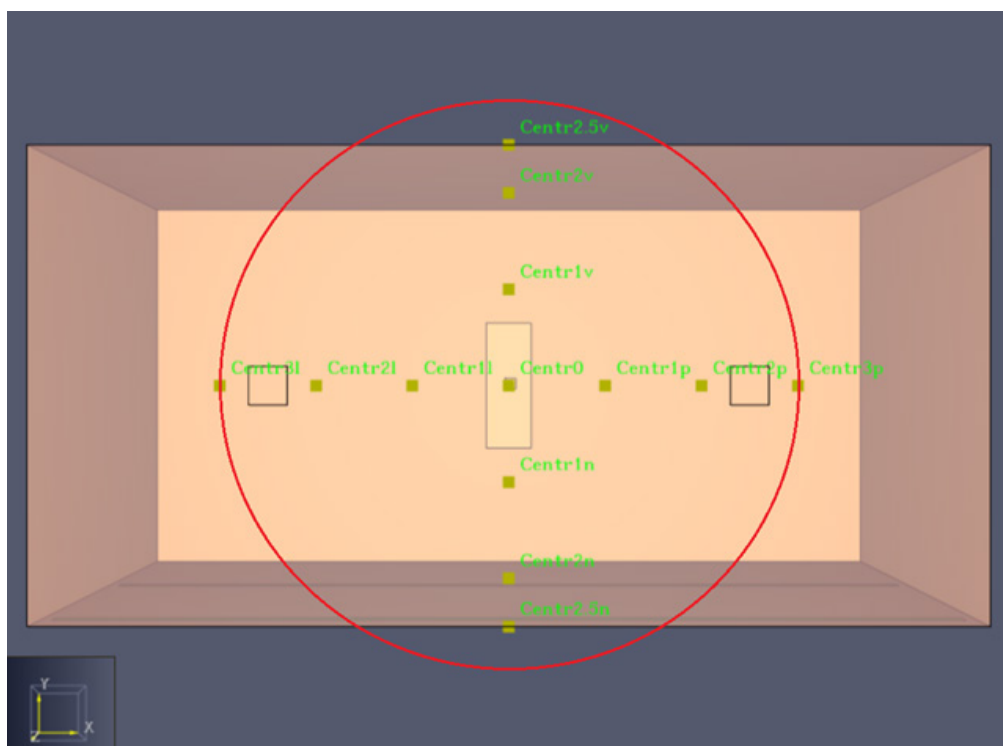 Centr2.5v
Centr2v
Centr1v
Centr3l Centr2l Centr1l Centr0 Centr1p Centr2p Centr3p
Centr1n
Centr2n
Centr2.5n
Y
X
Z